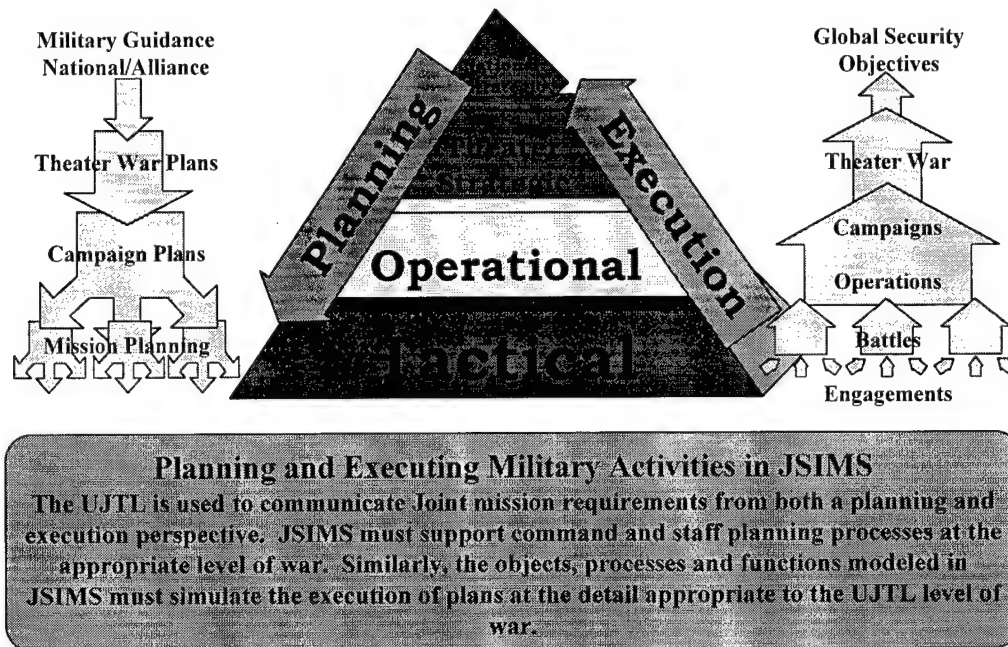 Military Guidance
National/Alliance
Theater War Plans
Campaign Plans
Mission Planning
Planning
Strategic
Operational
Tactical
Execution
Global Security
Objectives
Theater War
Campaigns
Operations
Battles
Engagements
Planning and Executing Military Activities in JSIMS
The UJTL is used to communicate Joint mission requirements from both a planning and
execution perspective. JSIMS must support command and staff planning processes at the
appropriate level of war. Similarly, the objects, processes and functions modeled in
JSIMS must simulate the execution of plans at the detail appropriate to the UJTL level of
war.